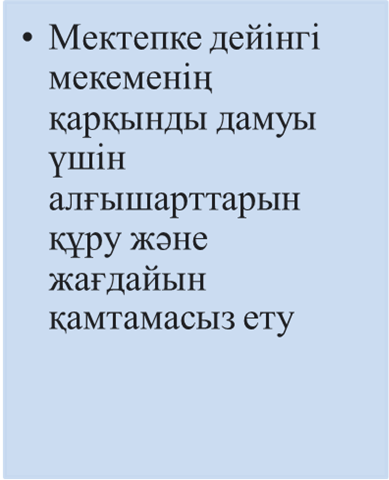 • Мектепке дейінгі
мекеменің
қарқынды дамуы
үшін
алғышарттарын
құру және
жағдайын
қамтамасыз ету